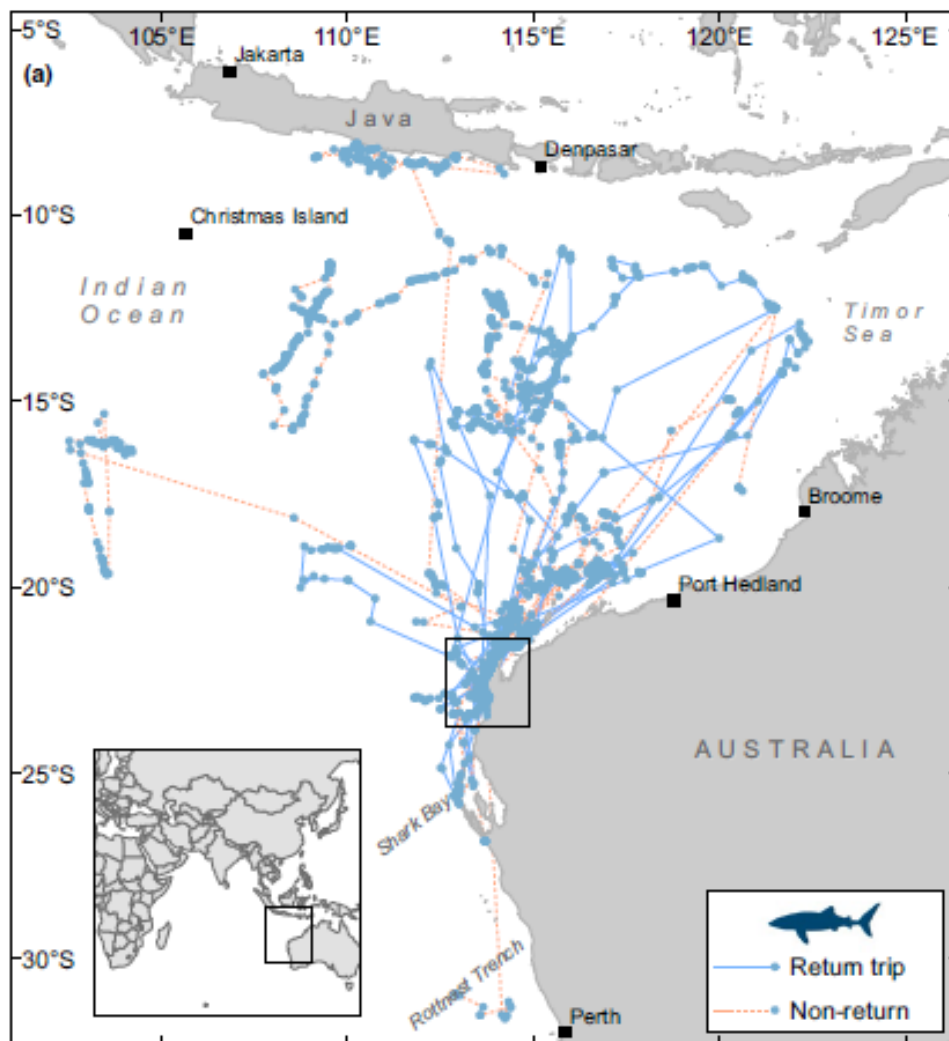 5°S
105°E
110°E
115°E
120°E
125°E
(a)
Jakarta
Java
Denpasar
10°S
Christmas Island
Indian
Ocean
Timor
Sea
15°S
Broome
20°S
Port Hedland
25°S
AUSTRALIA
Shark Bay
30°S
Rottnest Trench
Perth
Return trip
Non-return